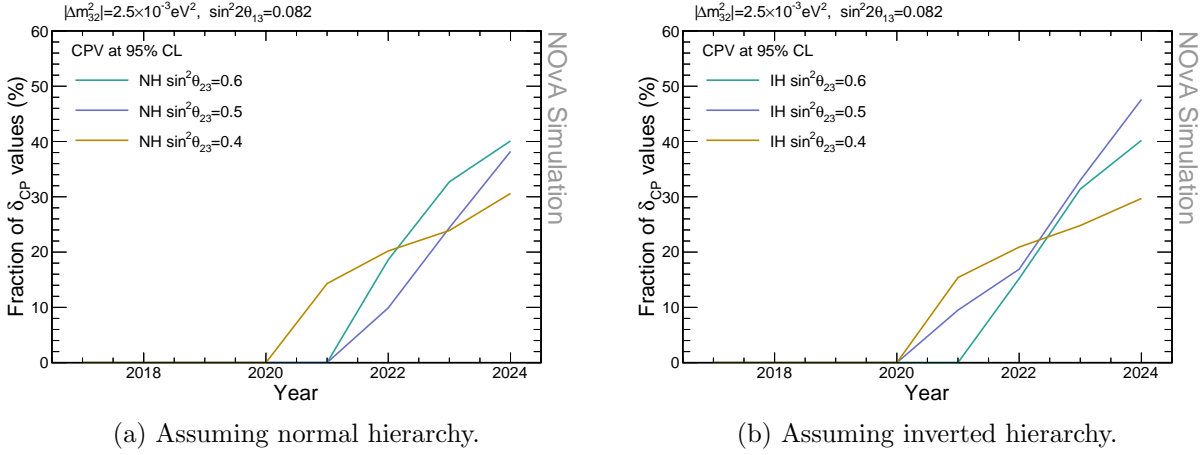 |Δm²₃₂|=2.5×10⁻³eV², sin²2θ₁₃=0.082
CPV at 95% CL
NH sin²θ₂₃=0.6
NH sin²θ₂₃=0.5
NH sin²θ₂₃=0.4
Fraction of δ_CP values (%)
60
50
40
30
20
10
0
2018 2020 2022 2024
Year
NOvA Simulation
(a) Assuming normal hierarchy.
|Δm²₃₂|=2.5×10⁻³eV², sin²2θ₁₃=0.082
CPV at 95% CL
IH sin²θ₂₃=0.6
IH sin²θ₂₃=0.5
IH sin²θ₂₃=0.4
Fraction of δ_CP values (%)
60
50
40
30
20
10
0
2018 2020 2022 2024
Year
NOvA Simulation
(b) Assuming inverted hierarchy.